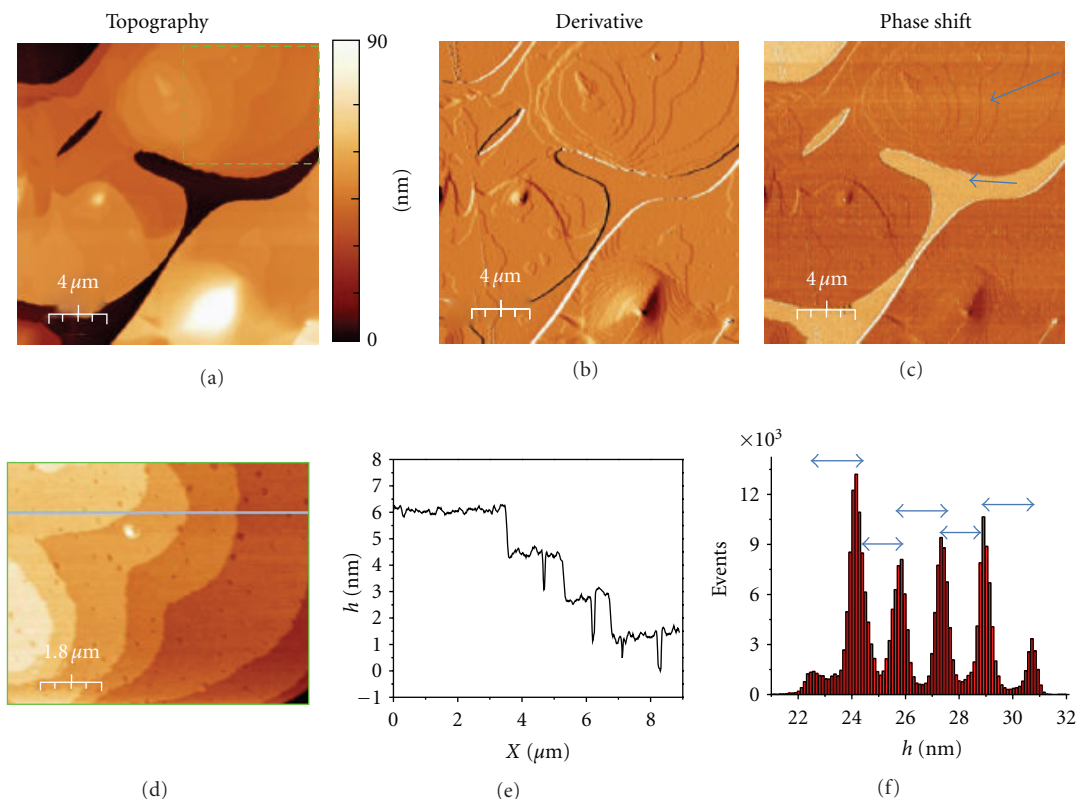 Topography
Derivative
Phase shift
90
(nm)
0
4 μm
4 μm
4 μm
(a)
(b)
(c)
1.8 μm
8
7
6
5
4
3
2
1
0
−1
h (nm)
0 2 4 6 8
X (μm)
×10³
12
9
6
3
0
Events
22 24 26 28 30 32
h (nm)
(d)
(e)
(f)